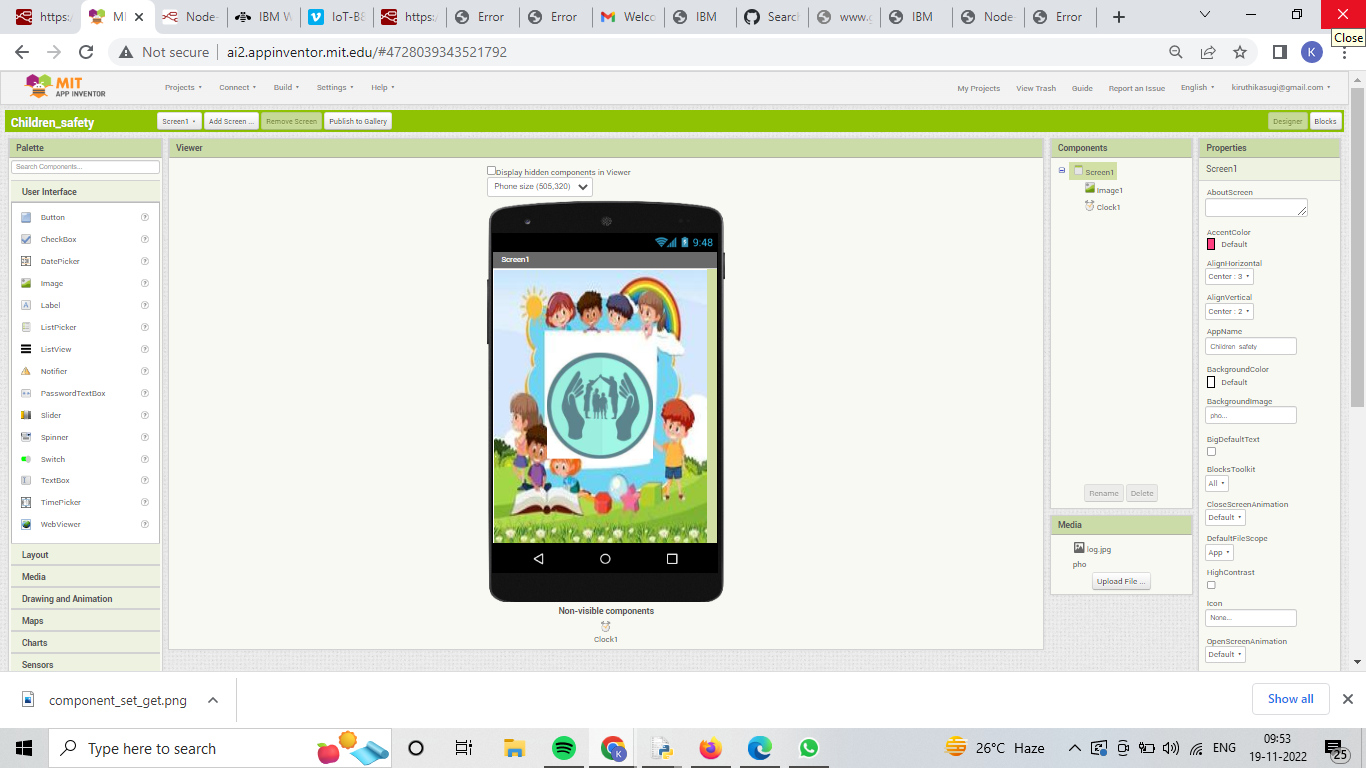 https:/
MI
Node-
IBM W
IoT-BE
https:/
Error
Error
Welco
IBM
Search
www.g
IBM
Node-
Error
Close
Not secure
ai2.appinventor.mit.edu/#4728039343521792
K
MIT
APP INVENTOR
Projects
Connect
Build
Settings
Help
My Projects
View Trash
Guide
Report an Issue
English
kiruthikasugi@gmail.com
Children_safety
Screen1
Add Screen ...
Remove Screen
Publish to Gallery
Designer
Blocks
Palette
Search Components...
User Interface
Button
CheckBox
DatePicker
Image
Label
ListPicker
ListView
Notifier
PasswordTextBox
Slider
Spinner
Switch
TextBox
TimePicker
WebViewer
Layout
Media
Drawing and Animation
Maps
Charts
Sensors
Viewer
Display hidden components in Viewer
Phone size (505,320)
9:48
Screen1
Non-visible components
Clock1
Components
Screen1
Image1
Clock1
Rename
Delete
Media
log.jpg
pho
Upload File ...
Properties
Screen1
AboutScreen
AccentColor
Default
AlignHorizontal
Center : 3
AlignVertical
Center : 2
AppName
Children_safety
BackgroundColor
Default
BackgroundImage
pho...
BigDefaultText
BlocksToolkit
All
CloseScreenAnimation
Default
DefaultFileScope
App
HighContrast
Icon
None...
OpenScreenAnimation
Default
component_set_get.png
Show all
Type here to search
26°C Haze
ENG
09:53
19-11-2022
25